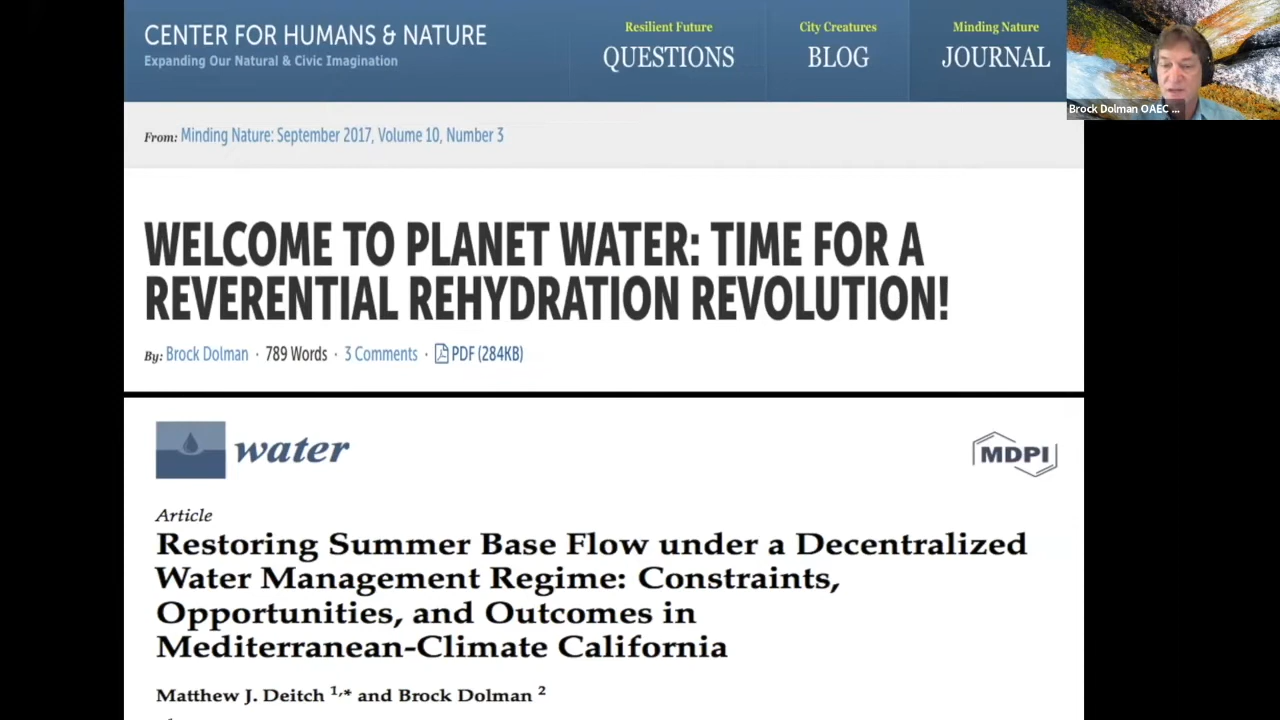 CENTER FOR HUMANS & NATURE
Expanding Our Natural & Civic Imagination
Resilient Future
QUESTIONS
City Creatures
BLOG
Minding Nature
JOURNAL
Brock Dolman OAEC ...
From: Minding Nature: September 2017, Volume 10, Number 3
WELCOME TO PLANET WATER: TIME FOR A
REVERENTIAL REHYDRATION REVOLUTION!
By: Brock Dolman · 789 Words · 3 Comments · PDF (284KB)
water
MDPI
Article
Restoring Summer Base Flow under a Decentralized
Water Management Regime: Constraints,
Opportunities, and Outcomes in
Mediterranean-Climate California
Matthew J. Deitch 1,* and Brock Dolman 2